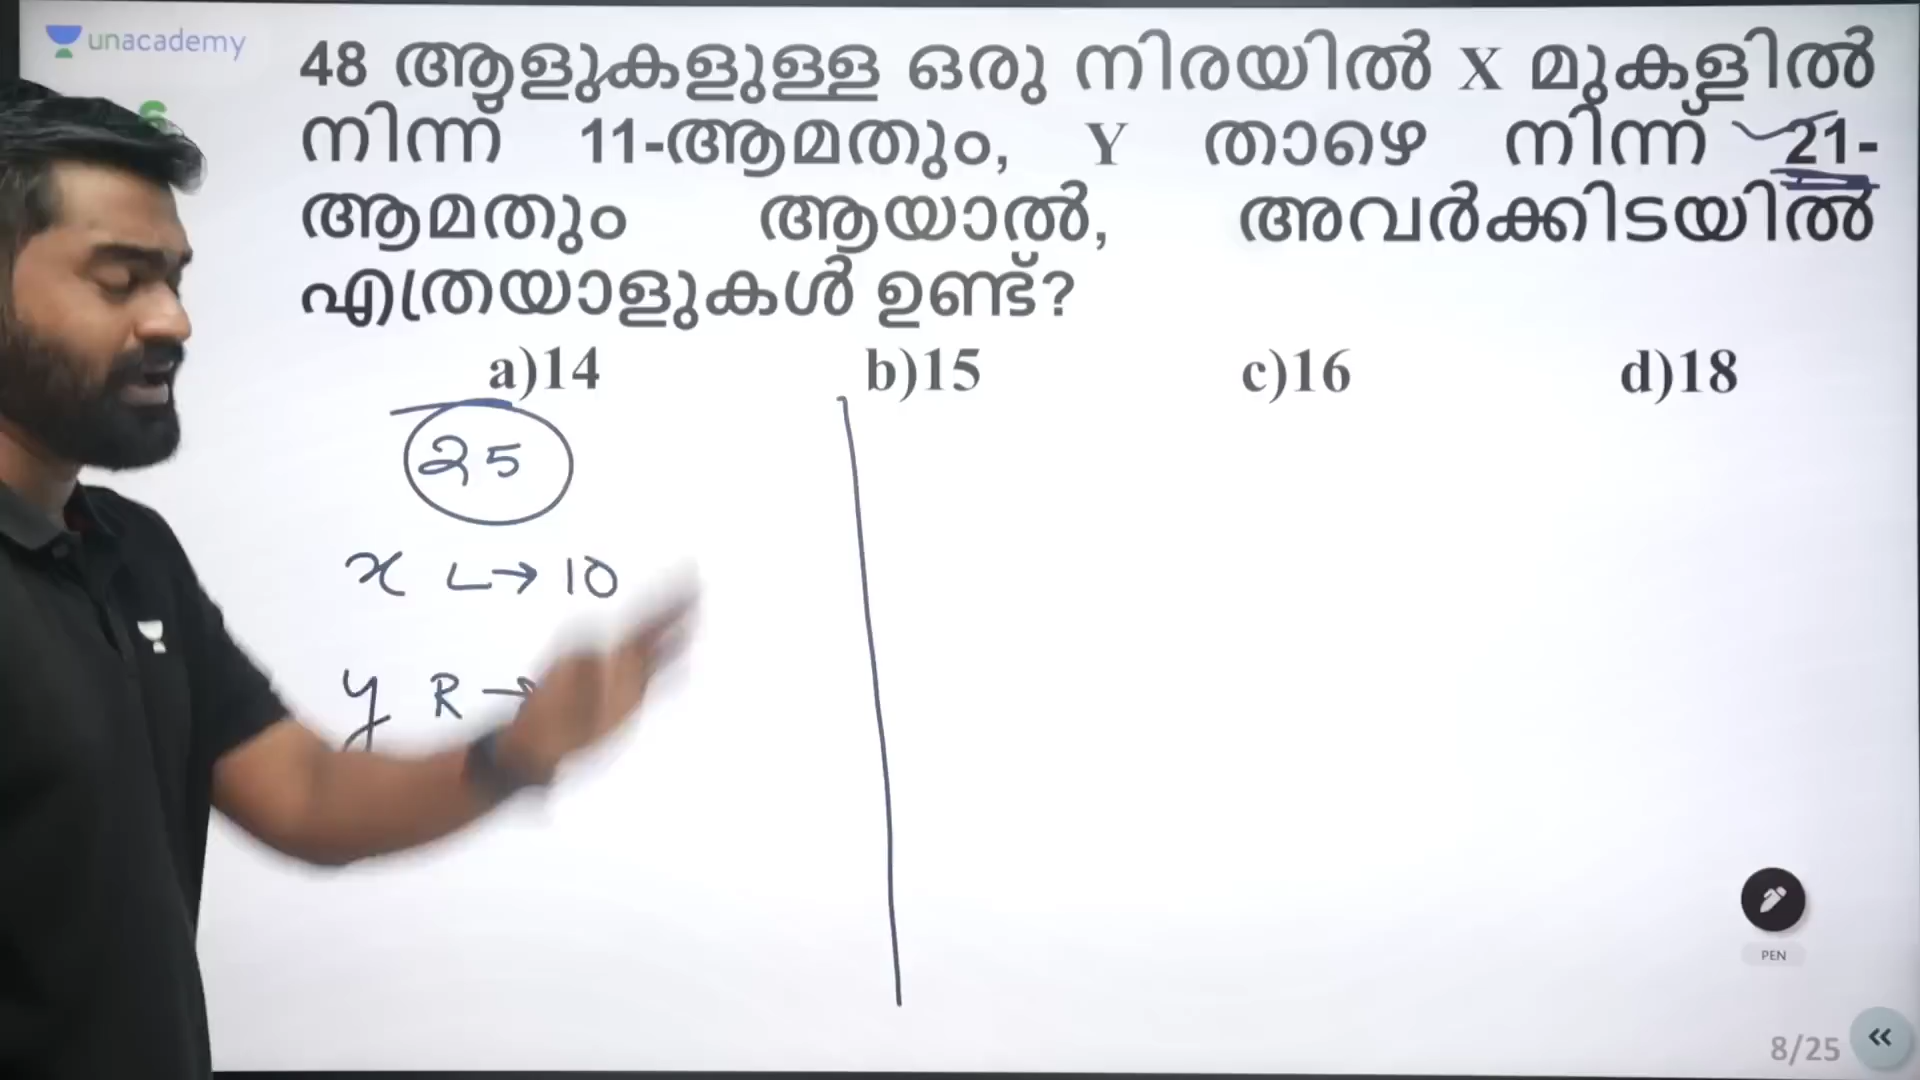 unacademy
48 ആളുകളുള്ള ഒരു നിരയിൽ X മുകളിൽ
നിന്ന് 11-ആമതും, Y താഴെ നിന്ന് 21-
ആമതും ആയാൽ, അവർക്കിടയിൽ
എത്രയാളുകൾ ഉണ്ട്?
a)14 b)15 c)16 d)18
25
x L→ 10
y R →
PEN
8/25